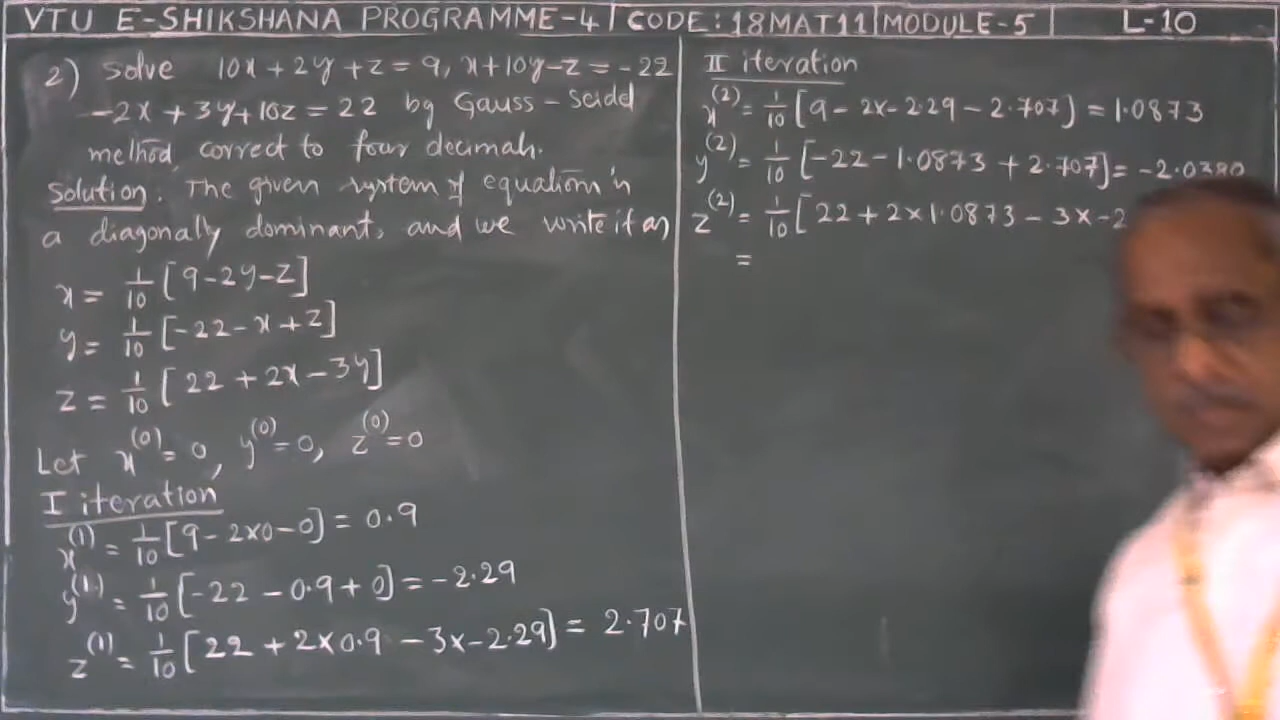 VTU E-SHIKSHANA PROGRAMME-4 CODE:18MAT11 MODULE-5 L-10
2) Solve 10x+2y+z=9, x+10y-z=-22
-2x+3y+10z=22 by Gauss-Seidel
method, correct to four decimals.
Solution: The given system of equation is
a diagonally dominant, and we write it as
x = 1/10 [9-2y-z]
y = 1/10 [-22-x+z]
z = 1/10 [22+2x-3y]
Let x^(0)=0, y^(0)=0, z^(0)=0
I iteration
x^(1) = 1/10 [9-2x0-0] = 0.9
y^(1) = 1/10 [-22-0.9+0] = -2.29
z^(1) = 1/10 [22+2x0.9-3x-2.29] = 2.707
II iteration
x^(2) = 1/10 [9-2x-2.29-2.707] = 1.0873
y^(2) = 1/10 [-22-1.0873+2.707] = -2.0380
z^(2) = 1/10 [22+2x1.0873-3x-2
=